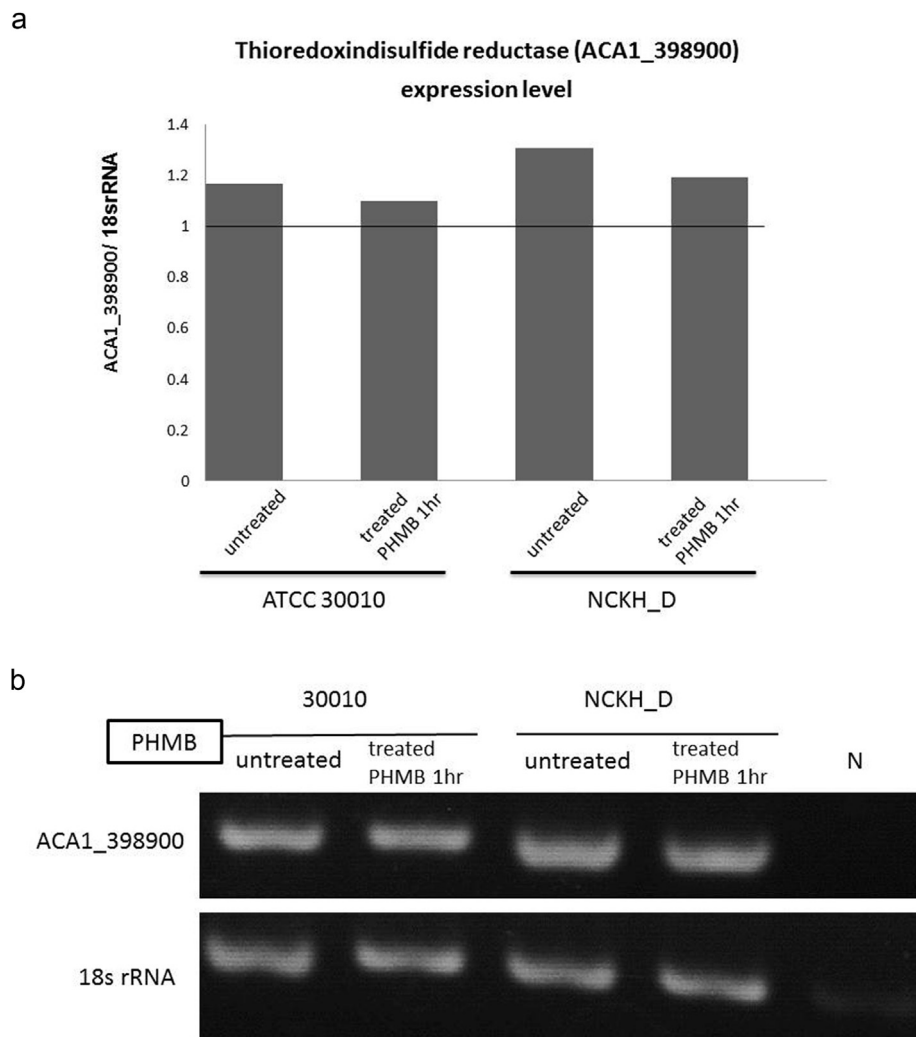 a
Thioredoxindisulfide reductase (ACA1_398900)
expression level
ACA1_398900/ 18srRNA
1.4
1.2
1
0.8
0.6
0.4
0.2
0
untreated
treated
PHMB 1hr
untreated
treated
PHMB 1hr
ATCC 30010
NCKH_D
b
30010
NCKH_D
PHMB
untreated
treated
PHMB 1hr
untreated
treated
PHMB 1hr
N
ACA1_398900
18s rRNA